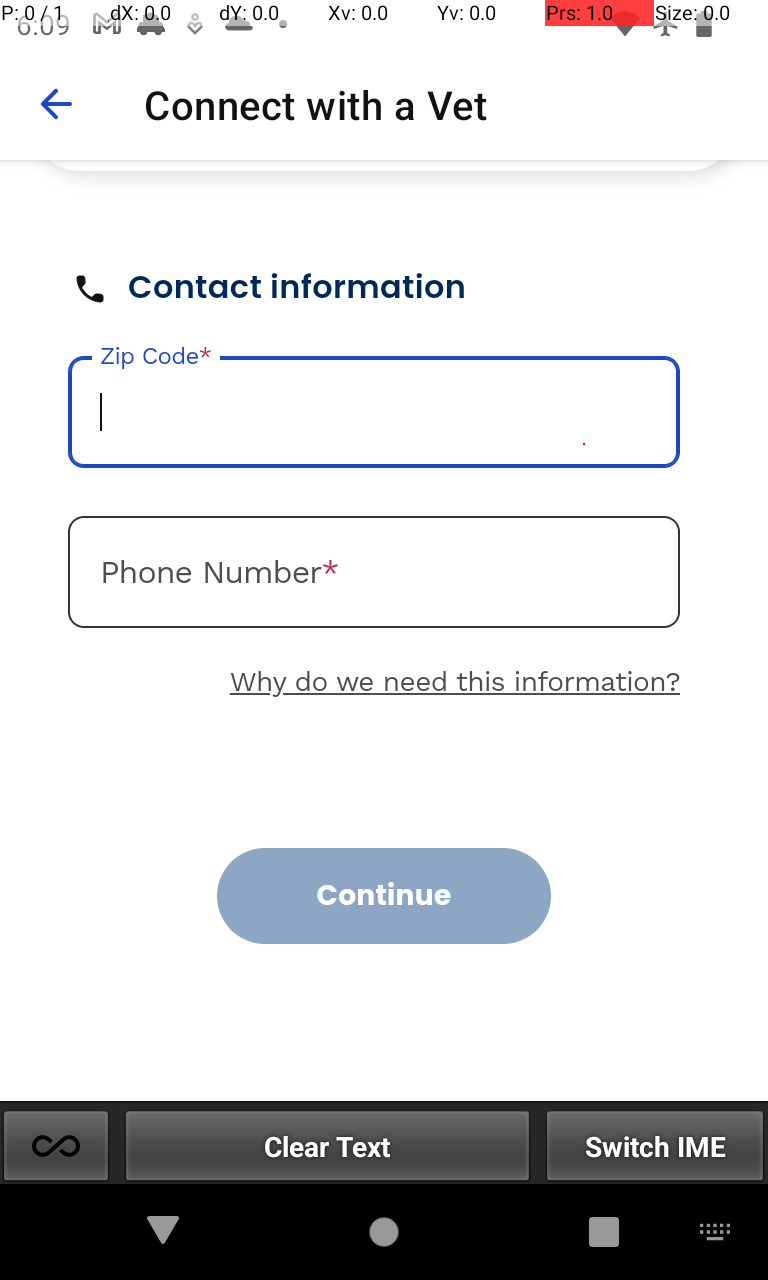 P: 0 / 1 dX: 0.0 dY: 0.0 Xv: 0.0 Yv: 0.0 Prs: 1.0 Size: 0.0
6:09
Connect with a Vet
Contact information
Zip Code*
Phone Number*
Why do we need this information?
Continue
Clear Text Switch IME